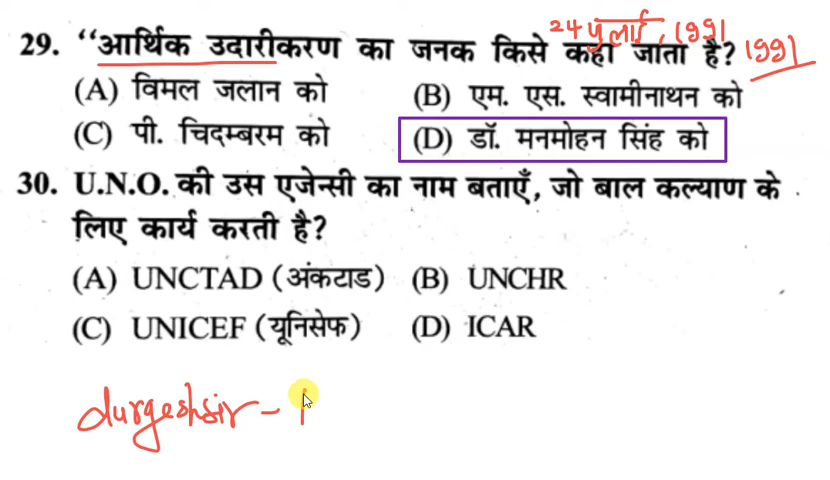 24 जुलाई, 1991
29. “आर्थिक उदारीकरण का जनक किसे कहा जाता है? 1991
(A) विमल जलान को (B) एम. एस. स्वामीनाथन को
(C) पी. चिदम्बरम को (D) डॉ. मनमोहन सिंह को
30. U.N.O. की उस एजेन्सी का नाम बताएँ, जो बाल कल्याण के
लिए कार्य करती है?
(A) UNCTAD (अंकटाड) (B) UNCHR
(C) UNICEF (यूनिसेफ) (D) ICAR
durgeshsir –